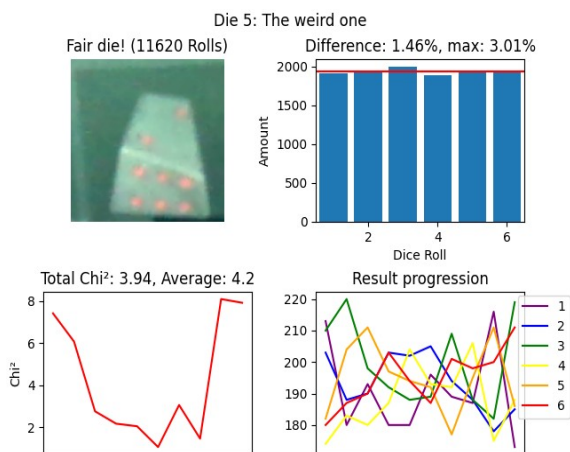 Die 5: The weird one
Fair die! (11620 Rolls)
Difference: 1.46%, max: 3.01%
2000
1500
1000
500
0
Amount
2 4 6
Dice Roll
Total Chi²: 3.94, Average: 4.2
8
6
4
2
Chi²
Result progression
220
210
200
190
180
1
2
3
4
5
6